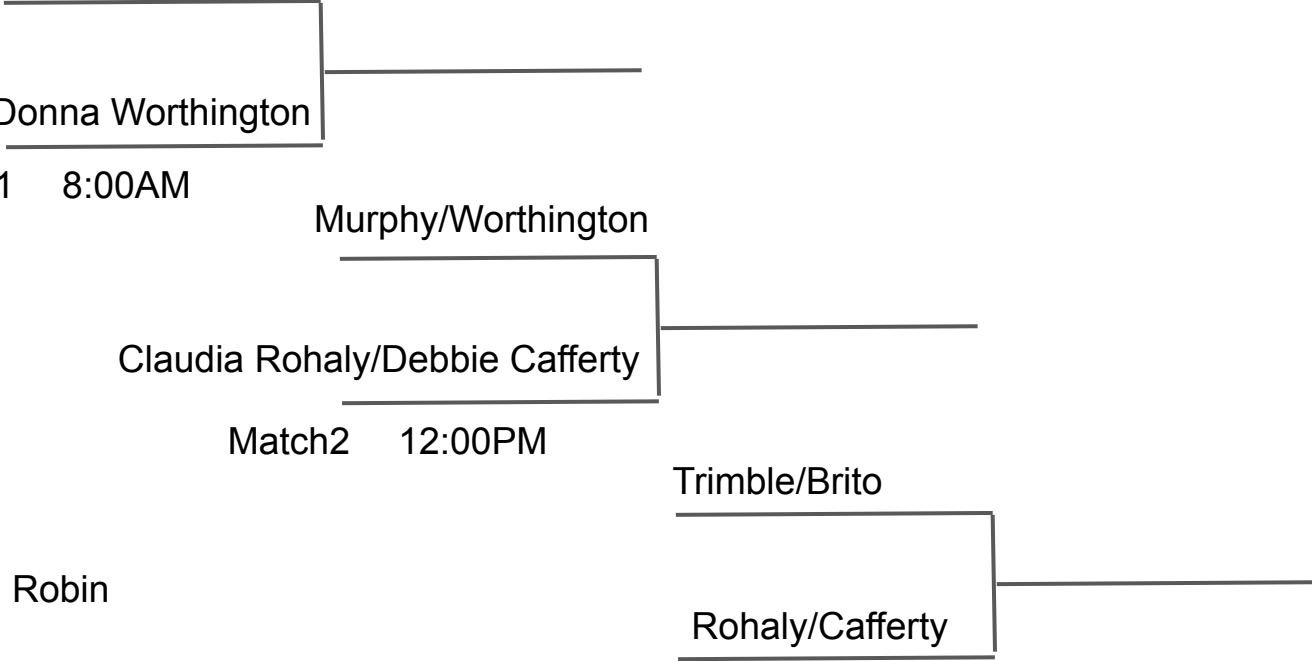 Donna Worthington
1 8:00AM
Murphy/Worthington
Claudia Rohaly/Debbie Cafferty
Match2 12:00PM
Trimble/Brito
Robin
Rohaly/Cafferty